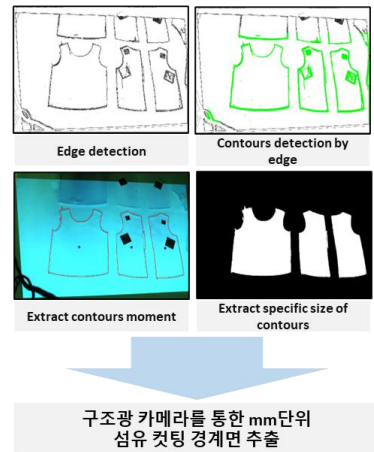 Edge detection
Contours detection by
edge
Extract contours moment
Extract specific size of
contours
구조광 카메라를 통한 mm단위
섬유 컷팅 경계면 추출